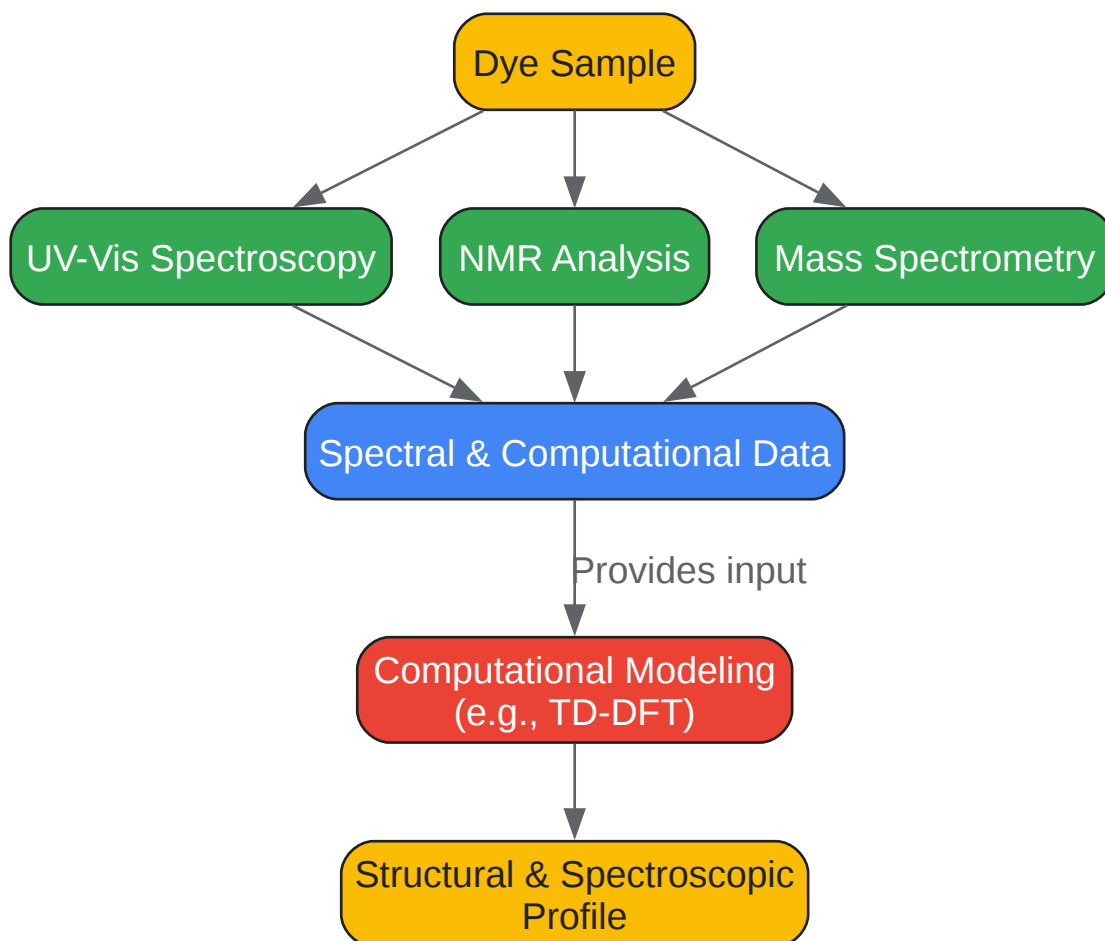 Dye Sample
UV-Vis Spectroscopy
NMR Analysis
Mass Spectrometry
Spectral & Computational Data
Provides input
Computational Modeling
(e.g., TD-DFT)
Structural & Spectroscopic
Profile